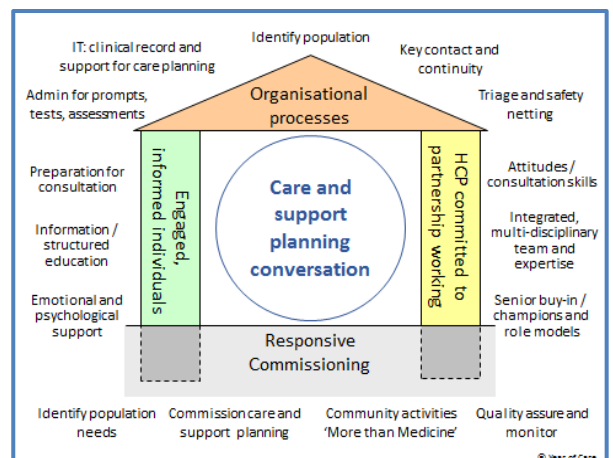 Identify population
IT: clinical record and
support for care planning
Key contact and
continuity
Admin for prompts,
tests, assessments
Organisational
processes
Triage and safety
netting
Preparation for
consultation
Information /
structured
education
Emotional and
psychological
support
Engaged,
informed individuals
Care and
support
planning
conversation
HCP committed to
partnership working
Attitudes /
consultation skills
Integrated,
multi-disciplinary
team and
expertise
Senior buy-in /
champions and
role models
Responsive
Commissioning
Identify population
needs
Commission care and
support planning
Community activities
'More than Medicine'
Quality assure and
monitor
© Year of Care